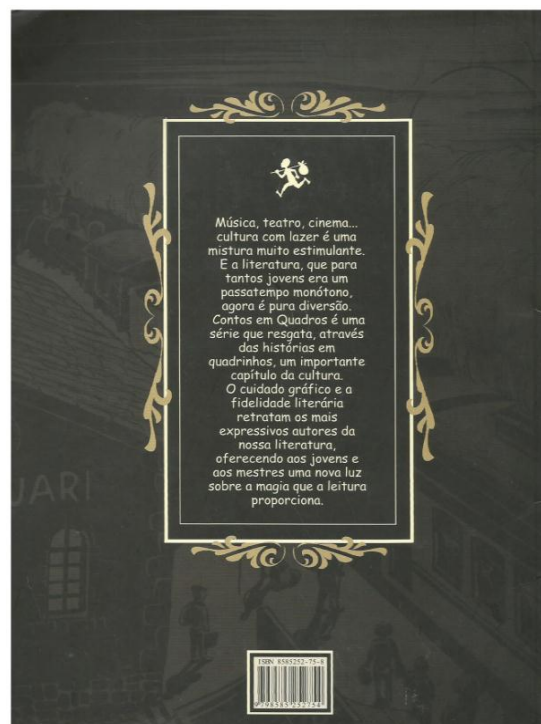 Música, teatro, cinema...
cultura com lazer é uma
mistura muito estimulante.
E a literatura, que para
tantos jovens era um
passatempo monótono,
agora é pura diversão.
Contos em Quadros é uma
série que resgata, através
das histórias em
quadrinhos, um importante
capítulo da cultura.
O cuidado gráfico e a
fidelidade literária
retratam os mais
expressivos autores da
nossa literatura,
oferecendo aos jovens e
aos mestres uma nova luz
sobre a magia que a leitura
proporciona.
UARI
ISBN 8585252-75-8
9 788585 252754